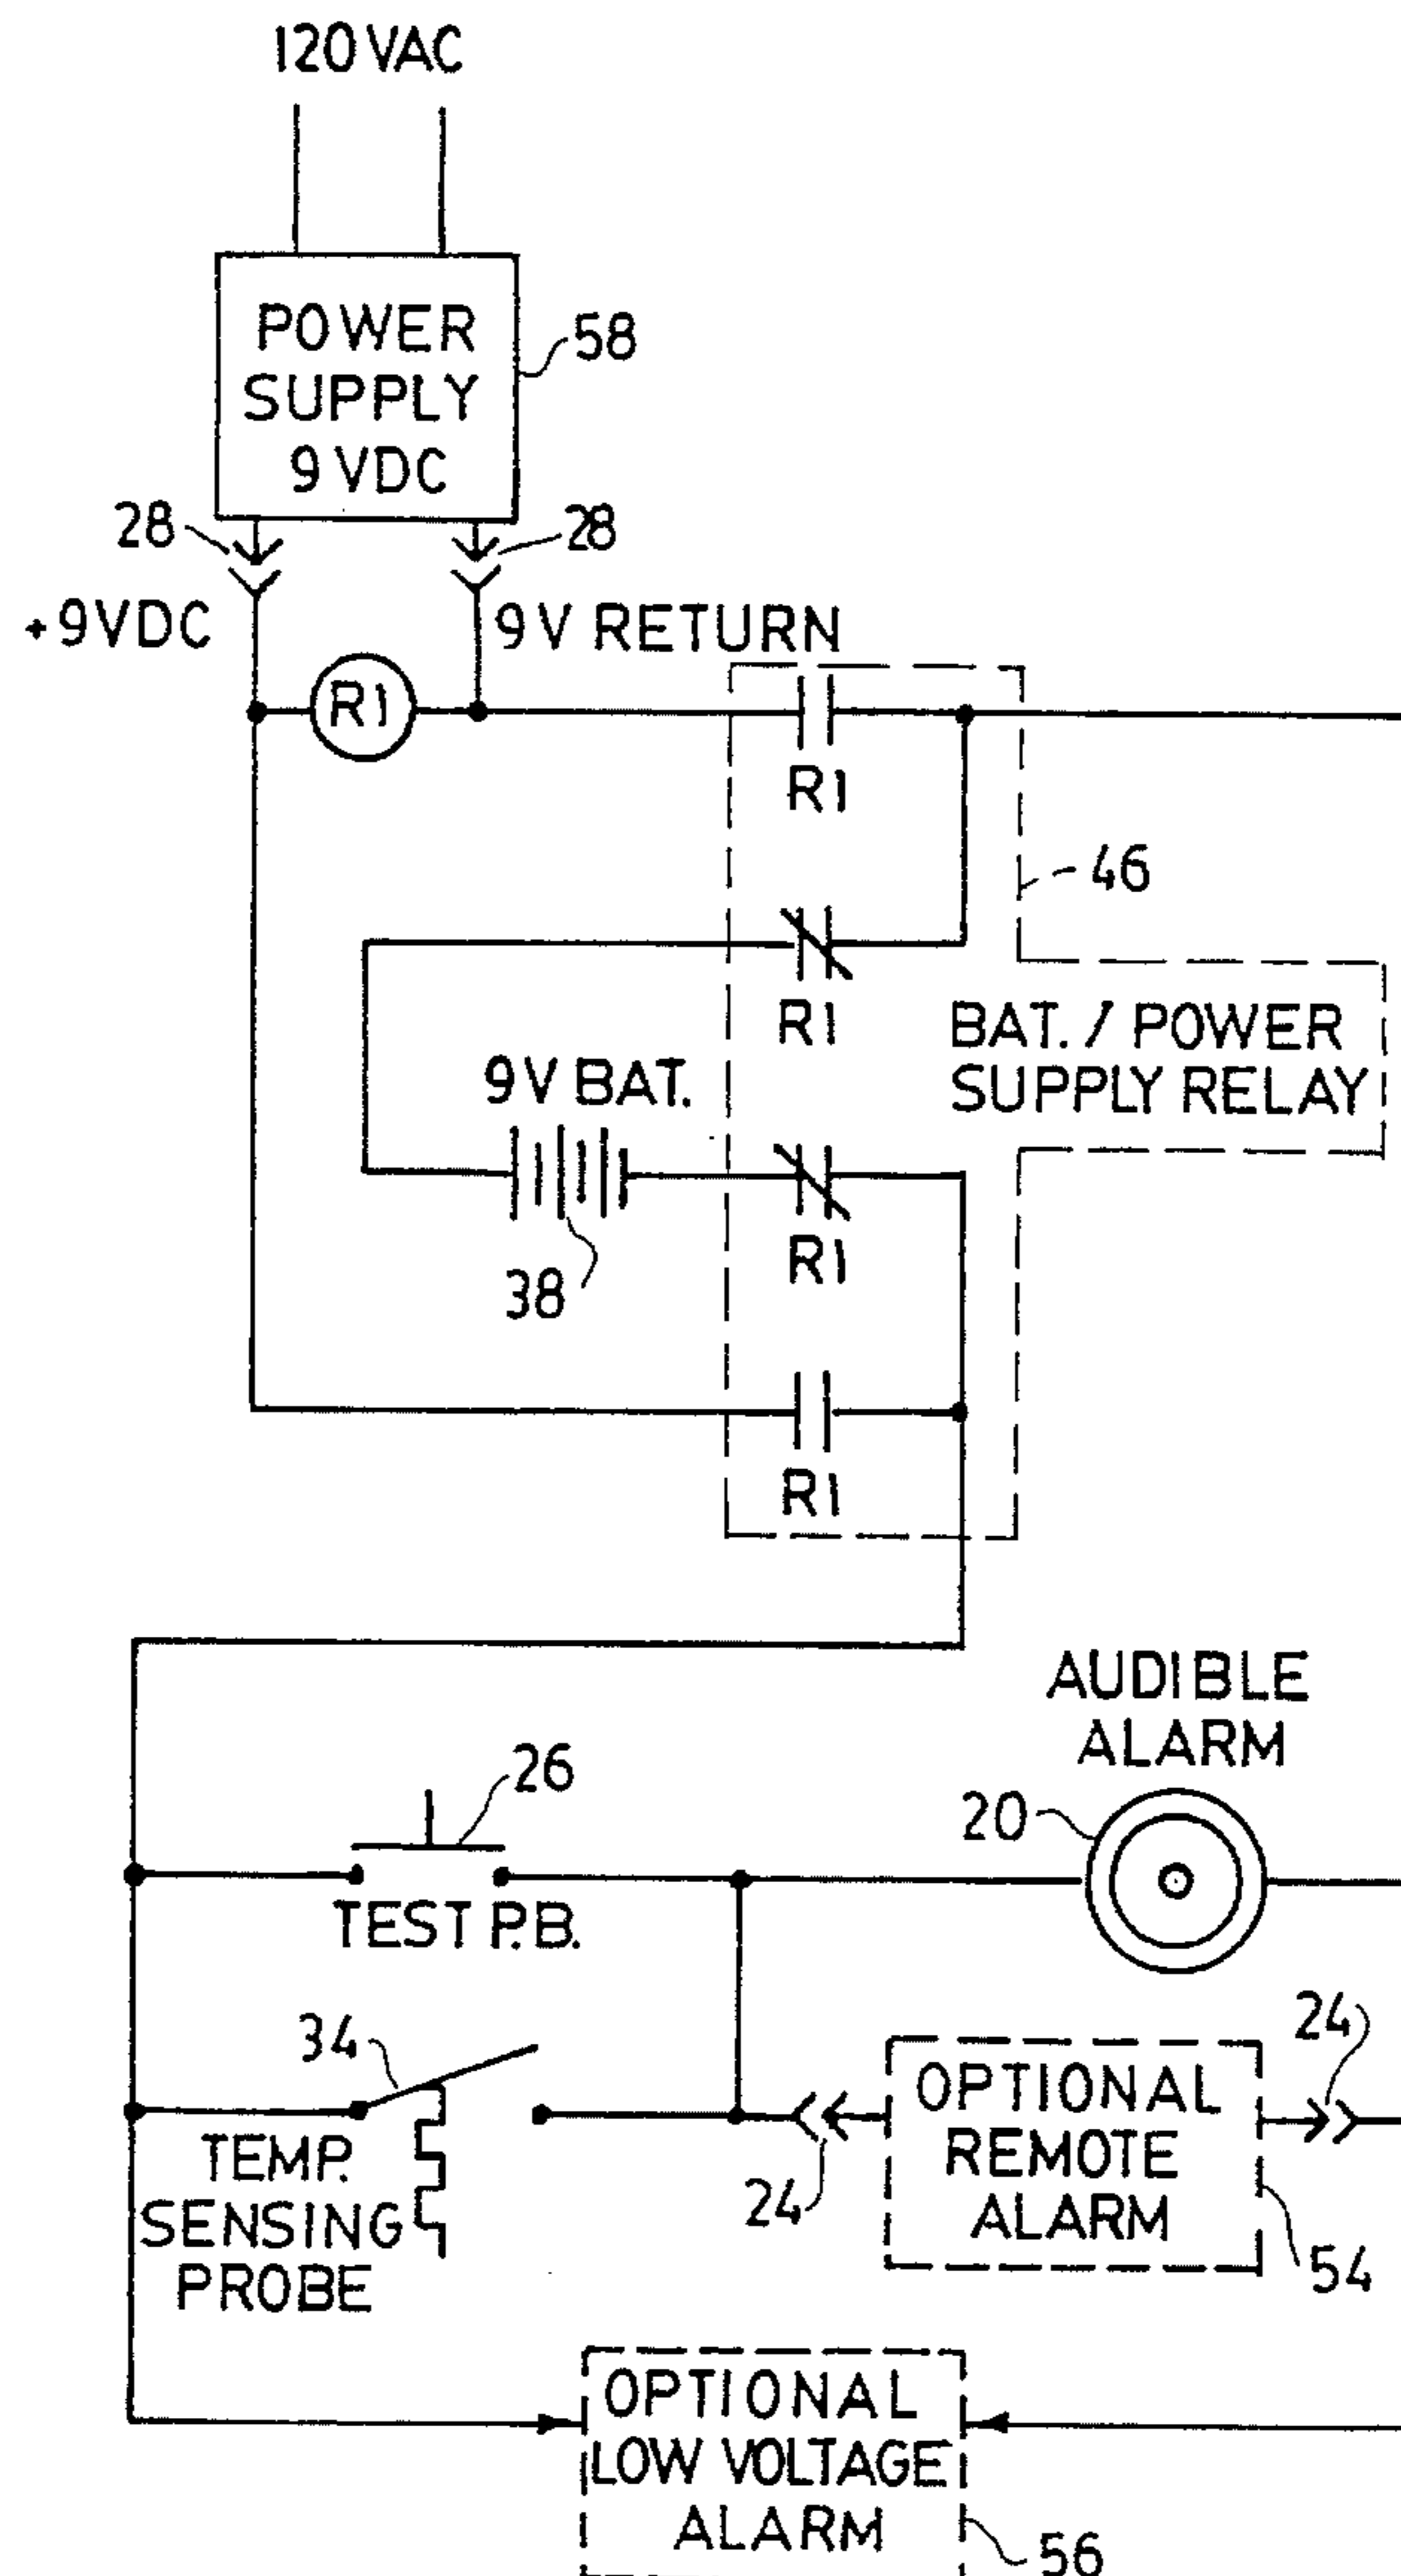 120 VAC
POWER
SUPPLY
9 VDC
58
28
28
+9VDC
9V RETURN
R1
R1
46
R1
BAT. / POWER
SUPPLY RELAY
9V BAT.
38
R1
R1
AUDIBLE
ALARM
26
20
TEST P.B.
34
24
TEMP.
SENSING
PROBE
24
OPTIONAL
REMOTE
ALARM
54
OPTIONAL
LOW VOLTAGE
ALARM
56